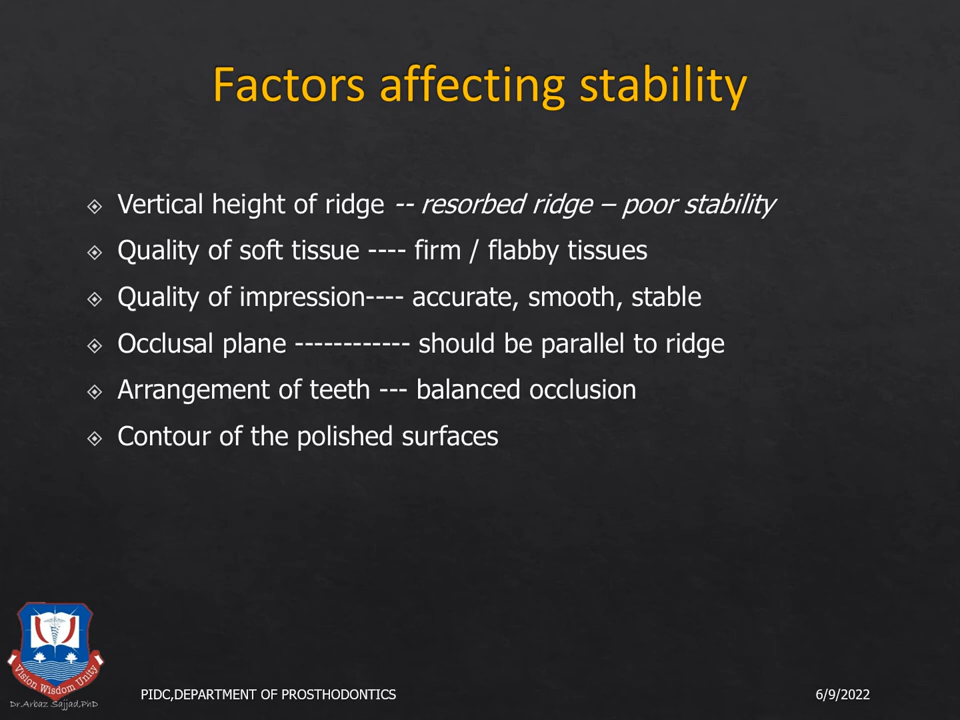 Factors affecting stability
Vertical height of ridge -- resorbed ridge – poor stability
Quality of soft tissue ---- firm / flabby tissues
Quality of impression---- accurate, smooth, stable
Occlusal plane ------------ should be parallel to ridge
Arrangement of teeth --- balanced occlusion
Contour of the polished surfaces
Vision Wisdom Unity
Dr.Arbaz Sajjad,PhD
PIDC,DEPARTMENT OF PROSTHODONTICS
6/9/2022